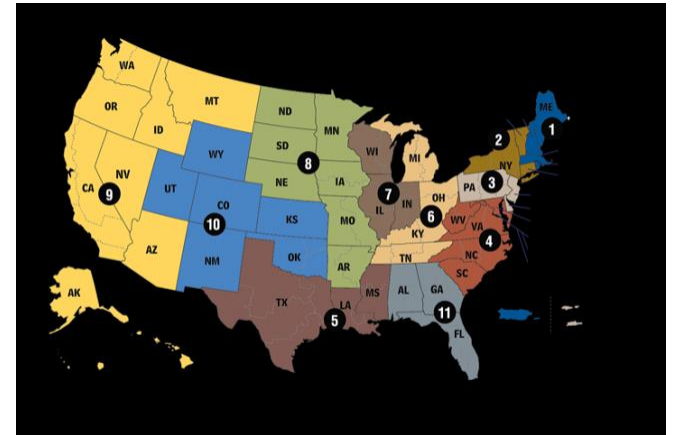 WA
ME
MT
ND
OR
MN
1
ID
SD
2
WI
MI
WY
8
NY
NE
IA
PA
3
NV
UT
7
CA
9
OH
CO
IL
IN
6
10
KS
MO
WV
VA
KY
4
AZ
NM
OK
TN
NC
AR
SC
AK
TX
MS
AL
GA
LA
5
11
FL